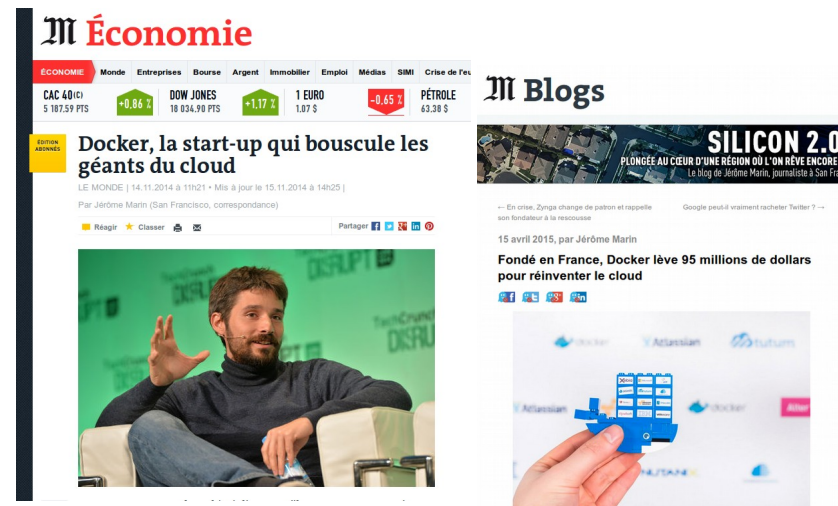 M Économie
ÉCONOMIE Monde Entreprises Bourse Argent Immobilier Emploi Médias SIMI Crise de l'eu
CAC 40(C) +0,86 % DOW JONES +1,17 % 1 EURO -0,65 % PÉTROLE
5 187.59 PTS 18 034.90 PTS 1.07 $ 63.38 $
ÉDITION
ABONNÉS
Docker, la start-up qui bouscule les
géants du cloud
LE MONDE | 14.11.2014 à 11h21 • Mis à jour le 15.11.2014 à 14h25 |
Par Jérôme Marin (San Francisco, correspondance)
Réagir Classer Partager
TechCrunch
DISRUPT
DISRUPT
TechCrunch
DISRU
M Blogs
SILICON 2.0
PLONGÉE AU CŒUR D'UNE RÉGION OÙ L'ON RÊVE ENCORE
Le blog de Jérôme Marin, journaliste à San Fra
← En crise, Zynga change de patron et rappelle
son fondateur à la rescousse
Google peut-il vraiment racheter Twitter ? →
15 avril 2015, par Jérôme Marin
Fondé en France, Docker lève 95 millions de dollars
pour réinventer le cloud
docker Atlassian tutum
Atlassian docker
NUTANIX